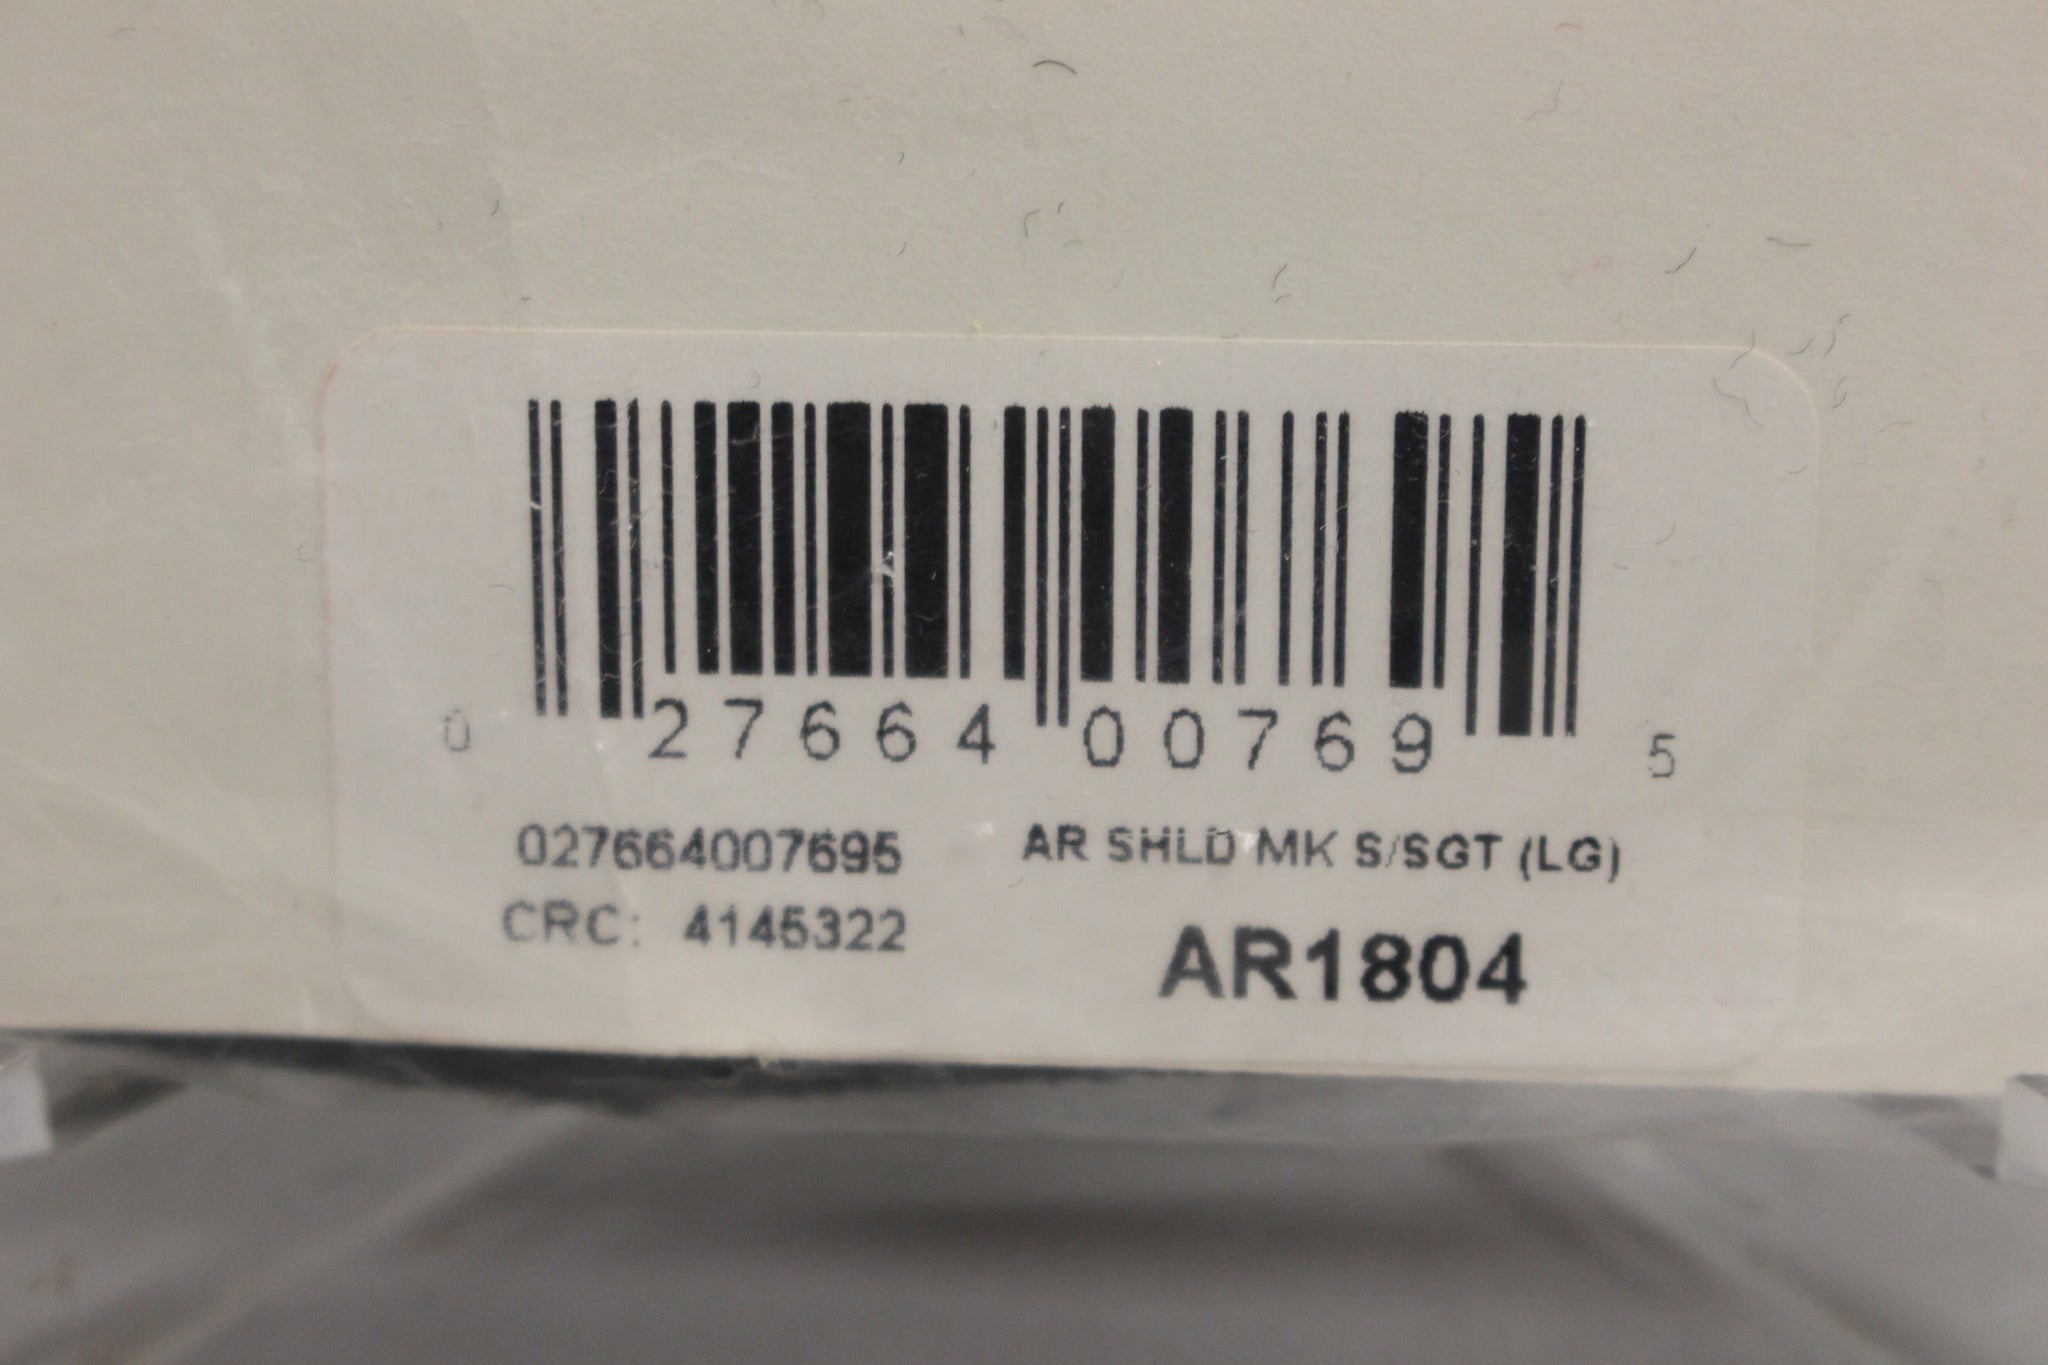 0 27664 00769 5
027664007695
CRC: 4145322
AR SHLD MK S/SGT (LG)
AR1804